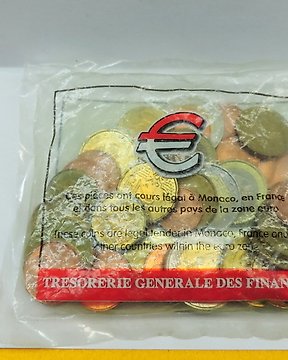 €
Ces pièces ont cours légal à Monaco, en France
et dans tous les autres pays de la zone euro
These coins are legal tender in Monaco, France and
other countries within the euro zone
TRESORERIE GENERALE DES FINAN